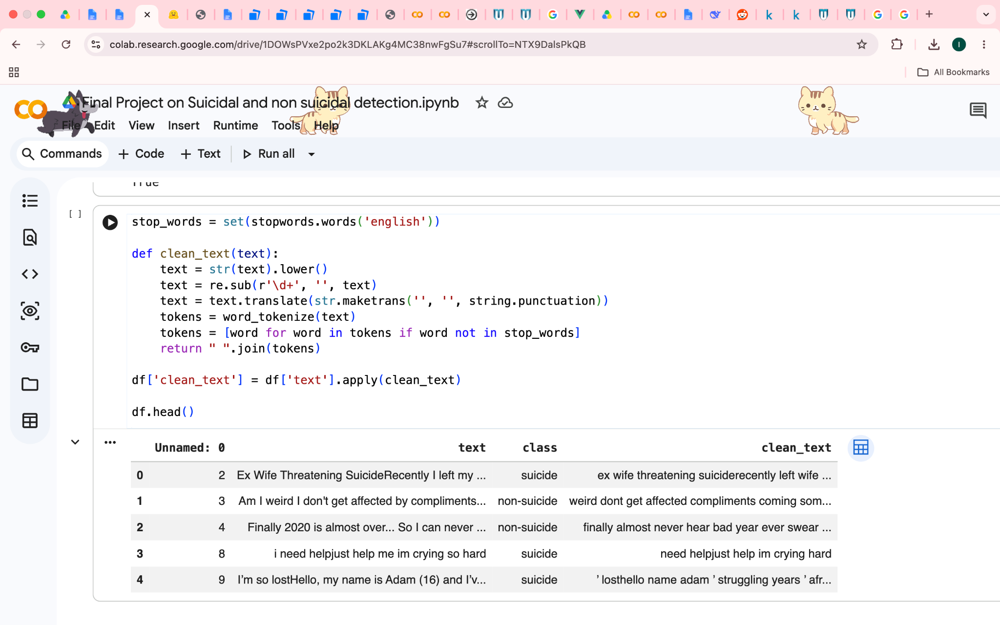 colab.research.google.com/drive/1DOWsPVxe2po2k3DKLAKg4MC38nwFgSu7#scrollTo=NTX9DalsPkQB
All Bookmarks
Final Project on Suicidal and non suicidal detection.ipynb
File Edit View Insert Runtime Tools Help
Commands + Code + Text Run all
True
[ ]
stop_words = set(stopwords.words('english'))
def clean_text(text):
    text = str(text).lower()
    text = re.sub(r'\d+', '', text)
    text = text.translate(str.maketrans('', '', string.punctuation))
    tokens = word_tokenize(text)
    tokens = [word for word in tokens if word not in stop_words]
    return " ".join(tokens)
df['clean_text'] = df['text'].apply(clean_text)
df.head()
Unnamed: 0 text class clean_text
0 2 Ex Wife Threatening SuicideRecently I left my ... suicide ex wife threatening suiciderecently left wife ...
1 3 Am I weird I don't get affected by compliments... non-suicide weird dont get affected compliments coming som...
2 4 Finally 2020 is almost over... So I can never ... non-suicide finally almost never hear bad year ever swear ...
3 8 i need helpjust help me im crying so hard suicide need helpjust help im crying hard
4 9 I’m so lostHello, my name is Adam (16) and I’v... suicide ’ losthello name adam ’ struggling years ’ afr...